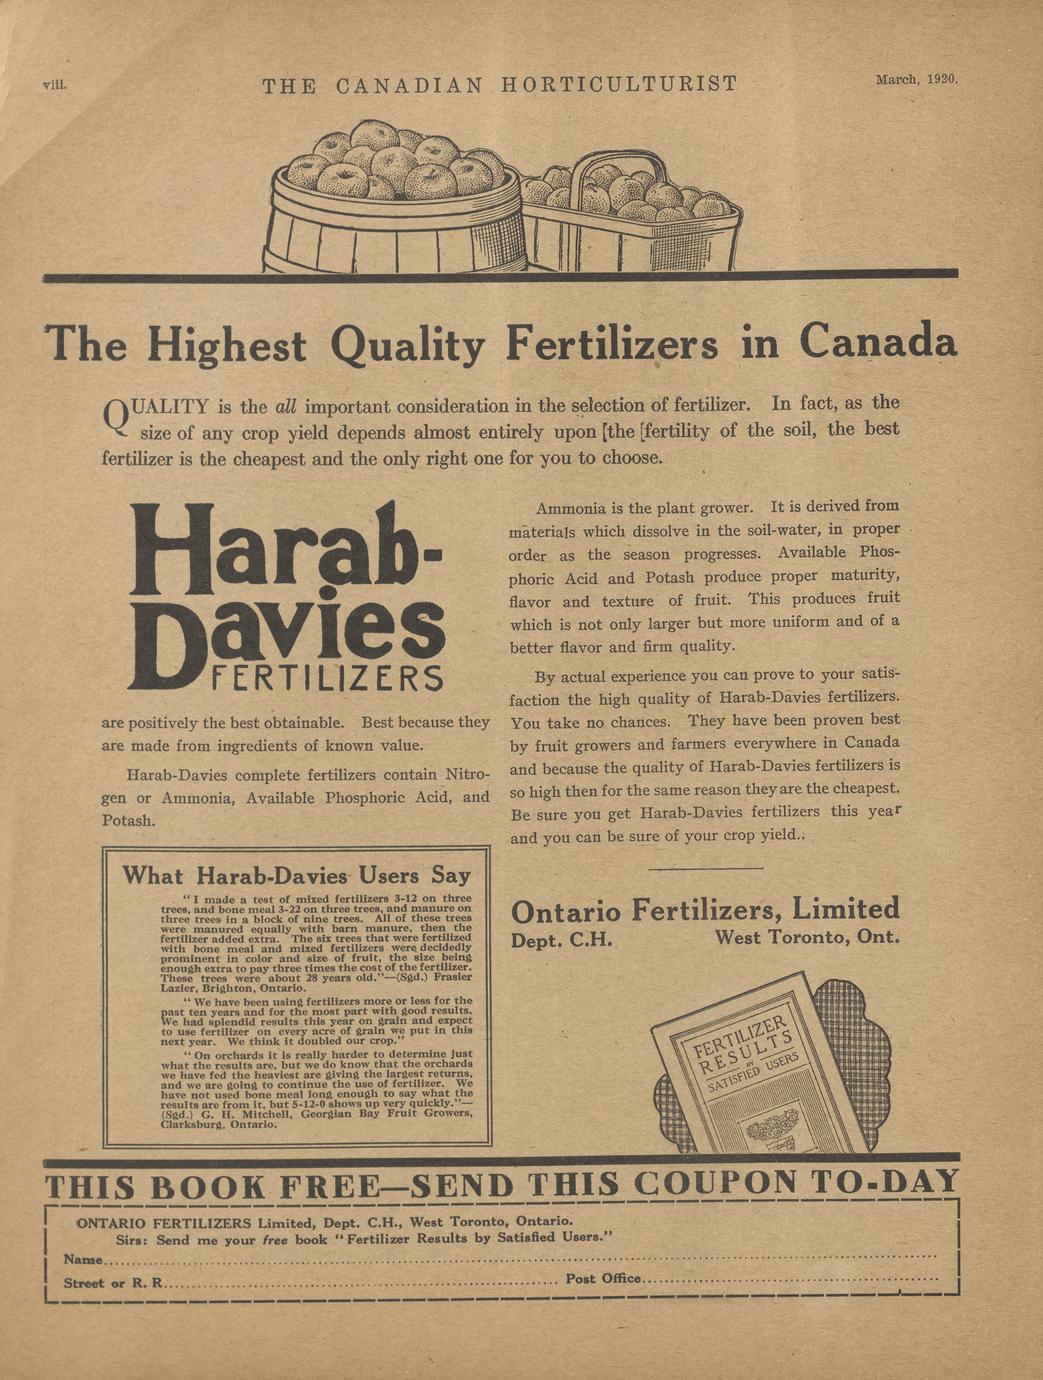 viii.
THE CANADIAN HORTICULTURIST
March, 1920.
The Highest Quality Fertilizers in Canada
QUALITY is the all important consideration in the selection of fertilizer. In fact, as the
size of any crop yield depends almost entirely upon [the [fertility of the soil, the best
fertilizer is the cheapest and the only right one for you to choose.
Harab-
Davies
FERTILIZERS
are positively the best obtainable. Best because they
are made from ingredients of known value.
Harab-Davies complete fertilizers contain Nitro-
gen or Ammonia, Available Phosphoric Acid, and
Potash.
What Harab-Davies Users Say
"I made a test of mixed fertilizers 3-12 on three
trees, and bone meal 3-22 on three trees, and manure on
three trees in a block of nine trees. All of these trees
were manured equally with barn manure, then the
fertilizer added extra. The six trees that were fertilized
with bone meal and mixed fertilizers were decidedly
prominent in color and size of fruit, the size being
enough extra to pay three times the cost of the fertilizer.
These trees were about 28 years old."—(Sgd.) Frasier
Lazier, Brighton, Ontario.
"We have been using fertilizers more or less for the
past ten years and for the most part with good results.
We had splendid results this year on grain and expect
to use fertilizer on every acre of grain we put in this
next year. We think it doubled our crop."
"On orchards it is really harder to determine just
what the results are, but we do know that the orchards
we have fed the heaviest are giving the largest returns,
and we are going to continue the use of fertilizer. We
have not used bone meal long enough to say what the
results are from it, but 5-12-0 shows up very quickly."—
(Sgd.) G. H. Mitchell, Georgian Bay Fruit Growers,
Clarksburg, Ontario.
Ammonia is the plant grower. It is derived from
materials which dissolve in the soil-water, in proper
order as the season progresses. Available Phos-
phoric Acid and Potash produce proper maturity,
flavor and texture of fruit. This produces fruit
which is not only larger but more uniform and of a
better flavor and firm quality.
By actual experience you can prove to your satis-
faction the high quality of Harab-Davies fertilizers.
You take no chances. They have been proven best
by fruit growers and farmers everywhere in Canada
and because the quality of Harab-Davies fertilizers is
so high then for the same reason they are the cheapest.
Be sure you get Harab-Davies fertilizers this year
and you can be sure of your crop yield..
Ontario Fertilizers, Limited
Dept. C.H. West Toronto, Ont.
FERTILIZER
RESULTS
BY
SATISFIED USERS
THIS BOOK FREE—SEND THIS COUPON TO-DAY
ONTARIO FERTILIZERS Limited, Dept. C.H., West Toronto, Ontario.
Sirs: Send me your free book "Fertilizer Results by Satisfied Users."
Name
Street or R. R. Post Office